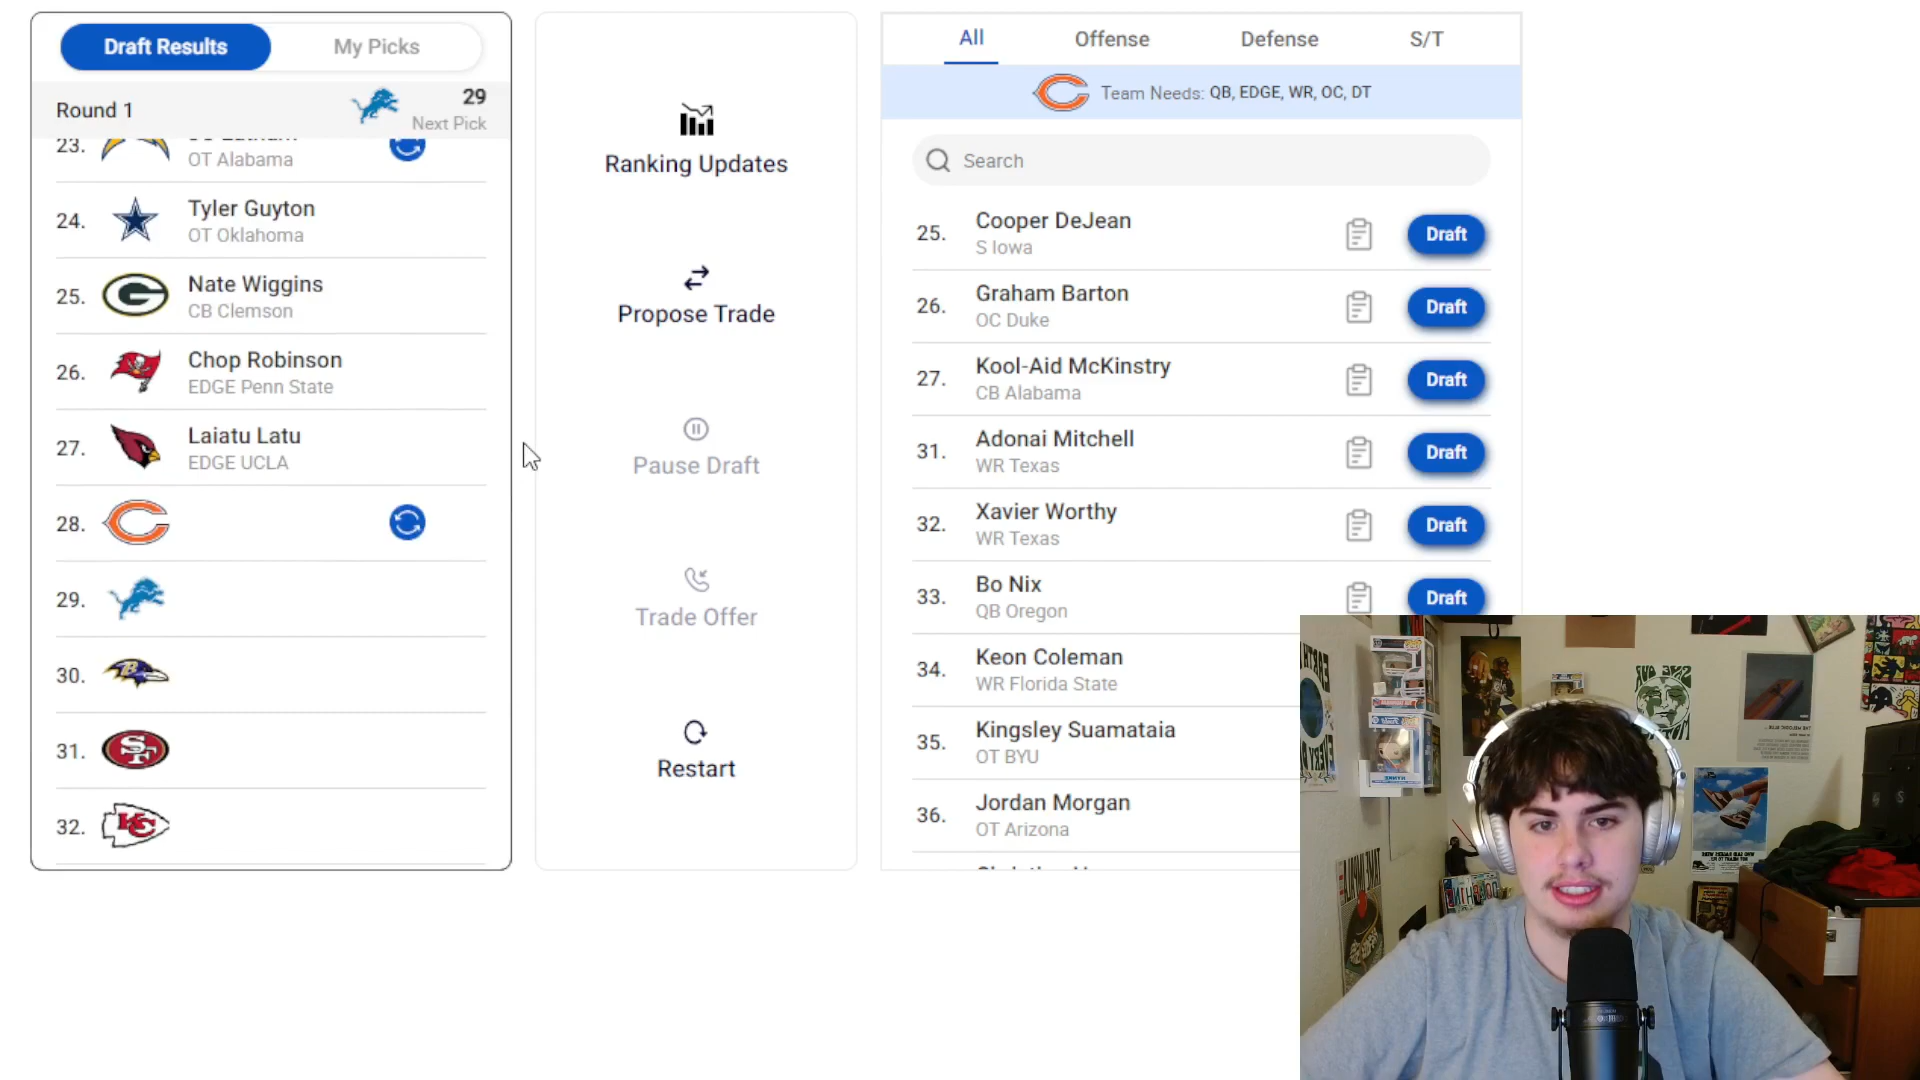 Draft Results
My Picks
Round 1
29
Next Pick
23.
OT Alabama
24.
Tyler Guyton
OT Oklahoma
25.
Nate Wiggins
CB Clemson
26.
Chop Robinson
EDGE Penn State
27.
Laiatu Latu
EDGE UCLA
28.
29.
30.
31.
32.
Ranking Updates
Propose Trade
Pause Draft
Trade Offer
Restart
All
Offense
Defense
S/T
Team Needs: QB, EDGE, WR, OC, DT
Search
25.
Cooper DeJean
S Iowa
Draft
26.
Graham Barton
OC Duke
Draft
27.
Kool-Aid McKinstry
CB Alabama
Draft
31.
Adonai Mitchell
WR Texas
Draft
32.
Xavier Worthy
WR Texas
Draft
33.
Bo Nix
QB Oregon
Draft
34.
Keon Coleman
WR Florida State
35.
Kingsley Suamataia
OT BYU
36.
Jordan Morgan
OT Arizona